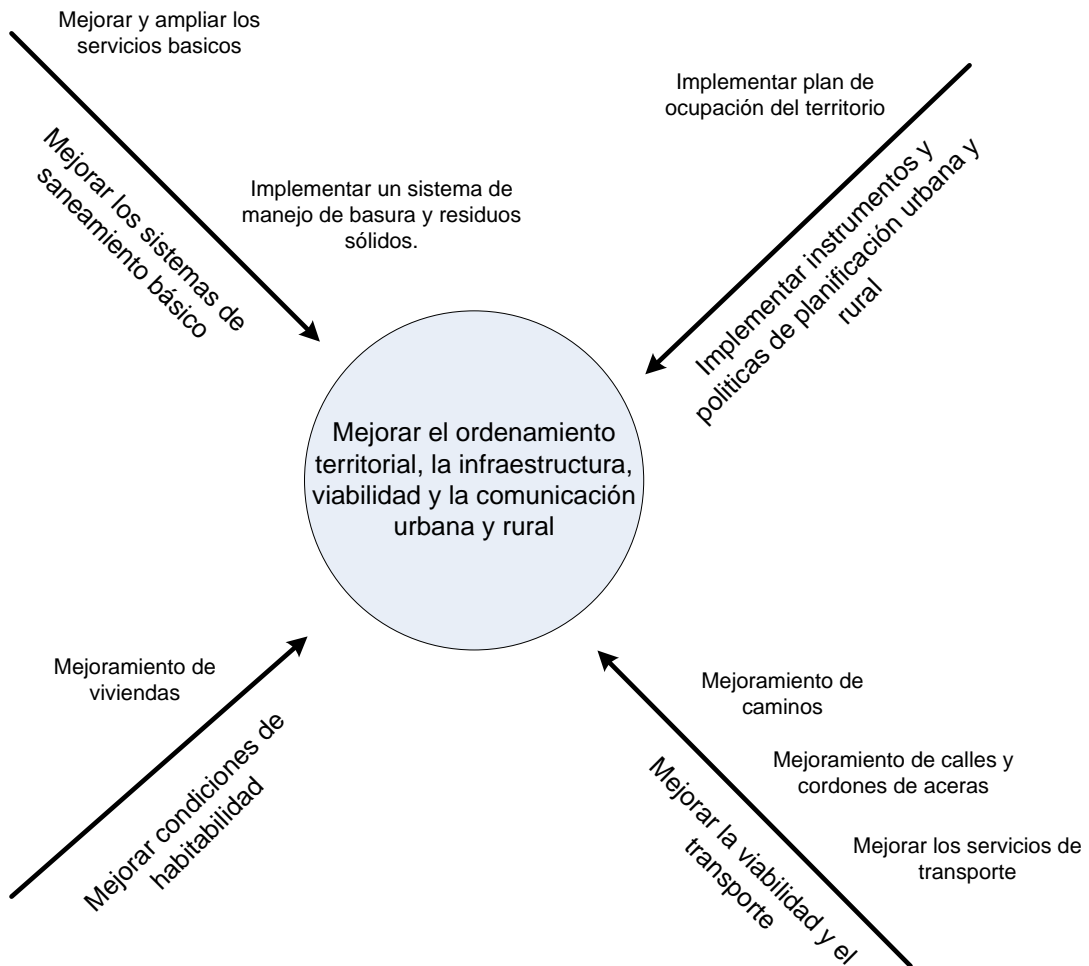 Mejorar y ampliar los
servicios basicos
Mejorar los sistemas de
saneamiento básico
Implementar un sistema de
manejo de basura y residuos
sólidos.
Implementar plan de
ocupación del territorio
Implementar instrumentos y
politicas de planificación urbana y
rural
Mejorar el ordenamiento
territorial, la infraestructura,
viabilidad y la comunicación
urbana y rural
Mejoramiento de
viviendas
Mejorar condiciones de
habitabilidad
Mejoramiento de
caminos
Mejoramiento de calles y
cordones de aceras
Mejorar los servicios de
transporte
Mejorar la viabilidad y el
transporte